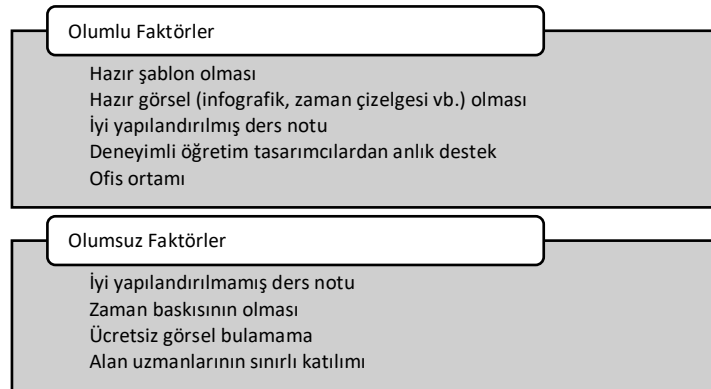 Olumlu Faktörler
Hazır şablon olması
Hazır görsel (infografik, zaman çizelgesi vb.) olması
İyi yapılandırılmış ders notu
Deneyimli öğretim tasarımcılardan anlık destek
Ofis ortamı
Olumsuz Faktörler
İyi yapılandırılmamış ders notu
Zaman baskısının olması
Ücretsiz görsel bulamama
Alan uzmanlarının sınırlı katılımı